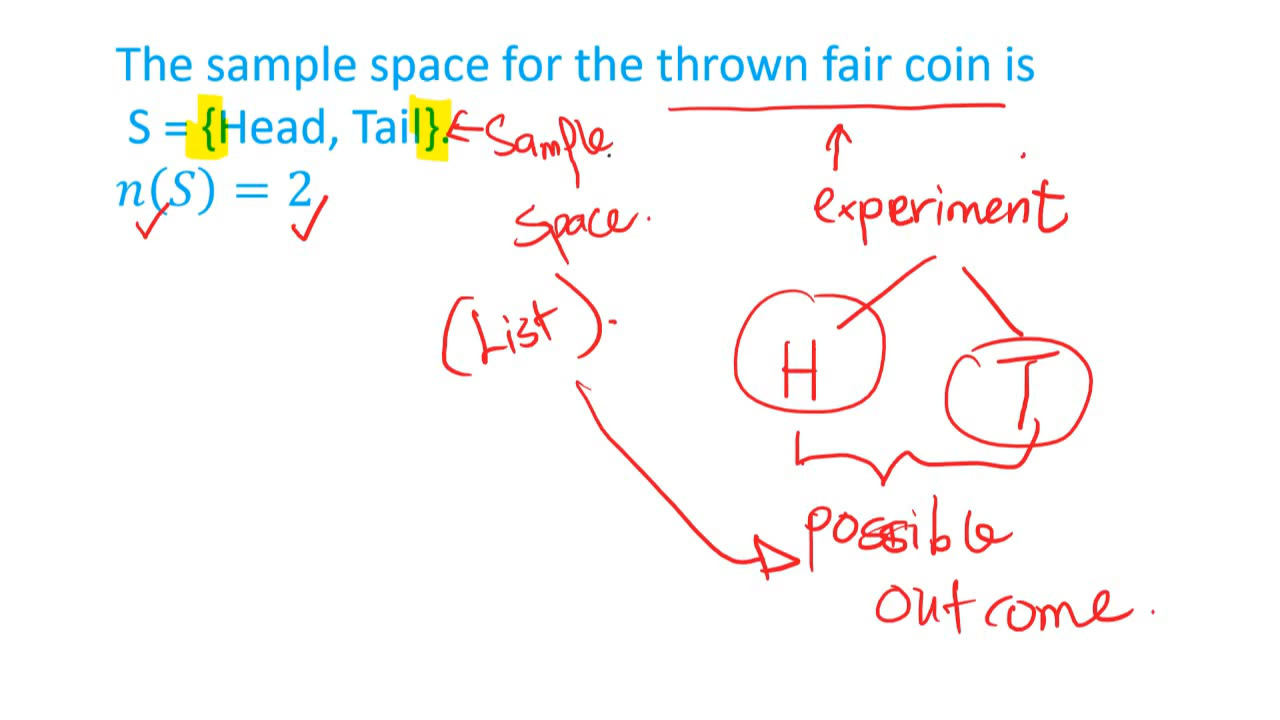 The sample space for the thrown fair coin is
S = {Head, Tail}.
n(S) = 2
← Sample
space.
(List).
experiment
H
T
possible
outcome.